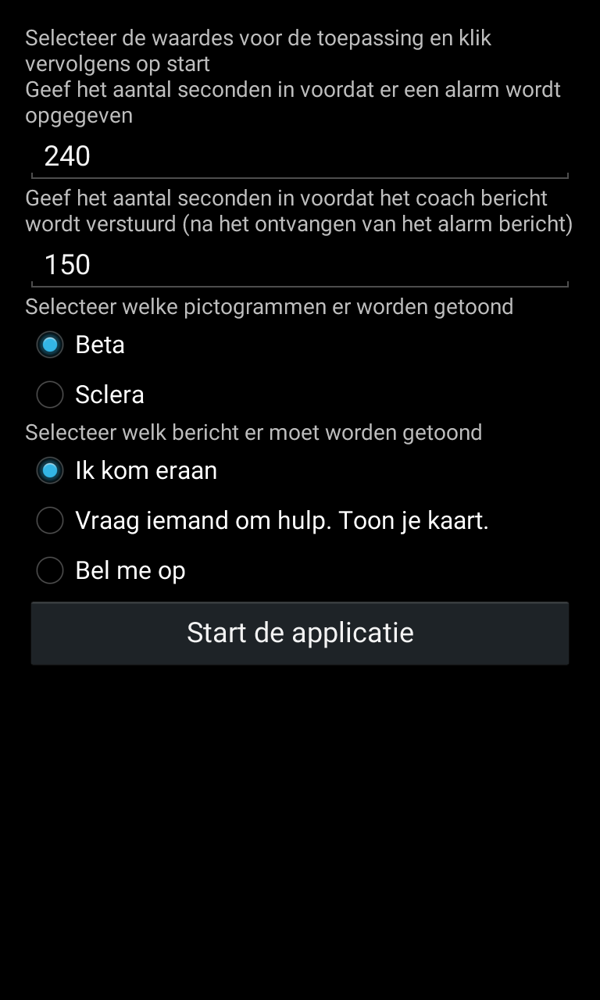 Selecteer de waardes voor de toepassing en klik
vervolgens op start
Geef het aantal seconden in voordat er een alarm wordt
opgegeven
240
Geef het aantal seconden in voordat het coach bericht
wordt verstuurd (na het ontvangen van het alarm bericht)
150
Selecteer welke pictogrammen er worden getoond
Beta
Sclera
Selecteer welk bericht er moet worden getoond
Ik kom eraan
Vraag iemand om hulp. Toon je kaart.
Bel me op
Start de applicatie